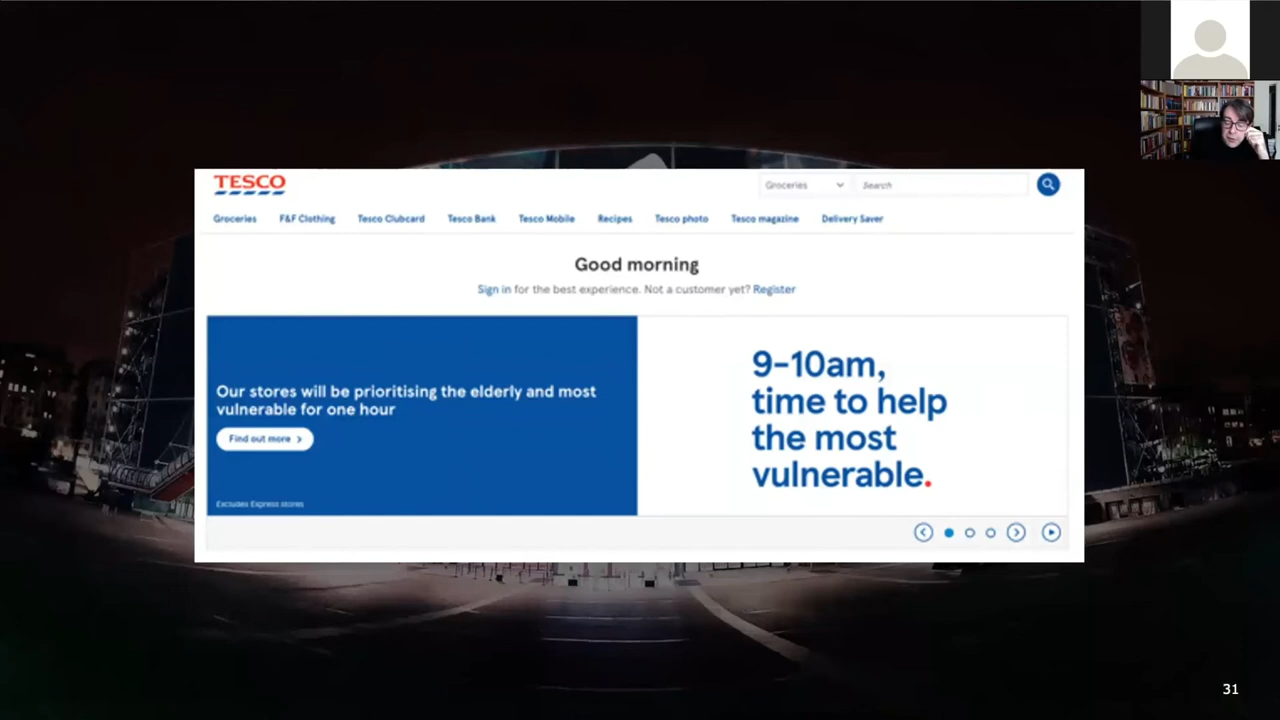 TESCO
Groceries
Search
Groceries
F&F Clothing
Tesco Clubcard
Tesco Bank
Tesco Mobile
Recipes
Tesco photo
Tesco magazine
Delivery Saver
Good morning
Sign in for the best experience. Not a customer yet? Register
Our stores will be prioritising the elderly and most
vulnerable for one hour
Find out more
Excludes Express stores
9-10am,
time to help
the most
vulnerable.
31